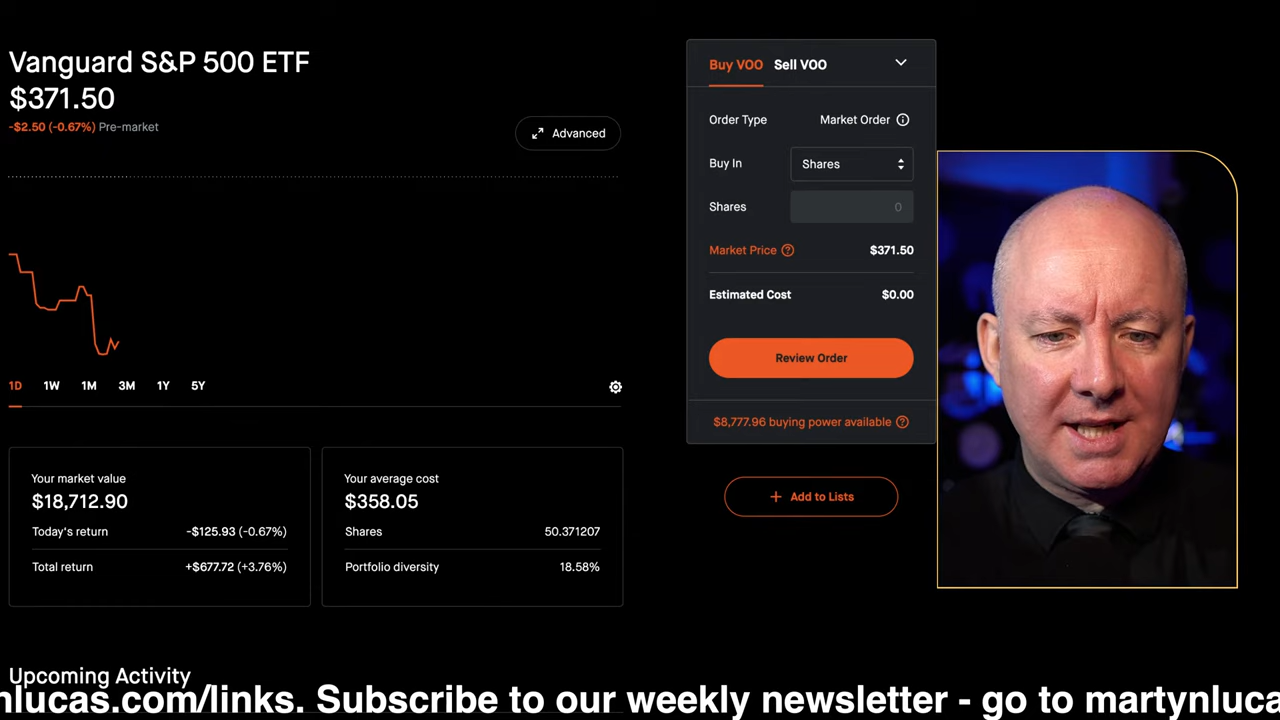 Vanguard S&P 500 ETF
$371.50
-$2.50 (-0.67%) Pre-market
Advanced
1D 1W 1M 3M 1Y 5Y
Your market value
$18,712.90
Today's return -$125.93 (-0.67%)
Total return +$677.72 (+3.76%)
Your average cost
$358.05
Shares 50.371207
Portfolio diversity 18.58%
Upcoming Activity
Buy VOO Sell VOO
Order Type Market Order
Buy In Shares
Shares 0
Market Price $371.50
Estimated Cost $0.00
Review Order
$8,777.96 buying power available
+ Add to Lists
nlucas.com/links. Subscribe to our weekly newsletter - go to martynluca